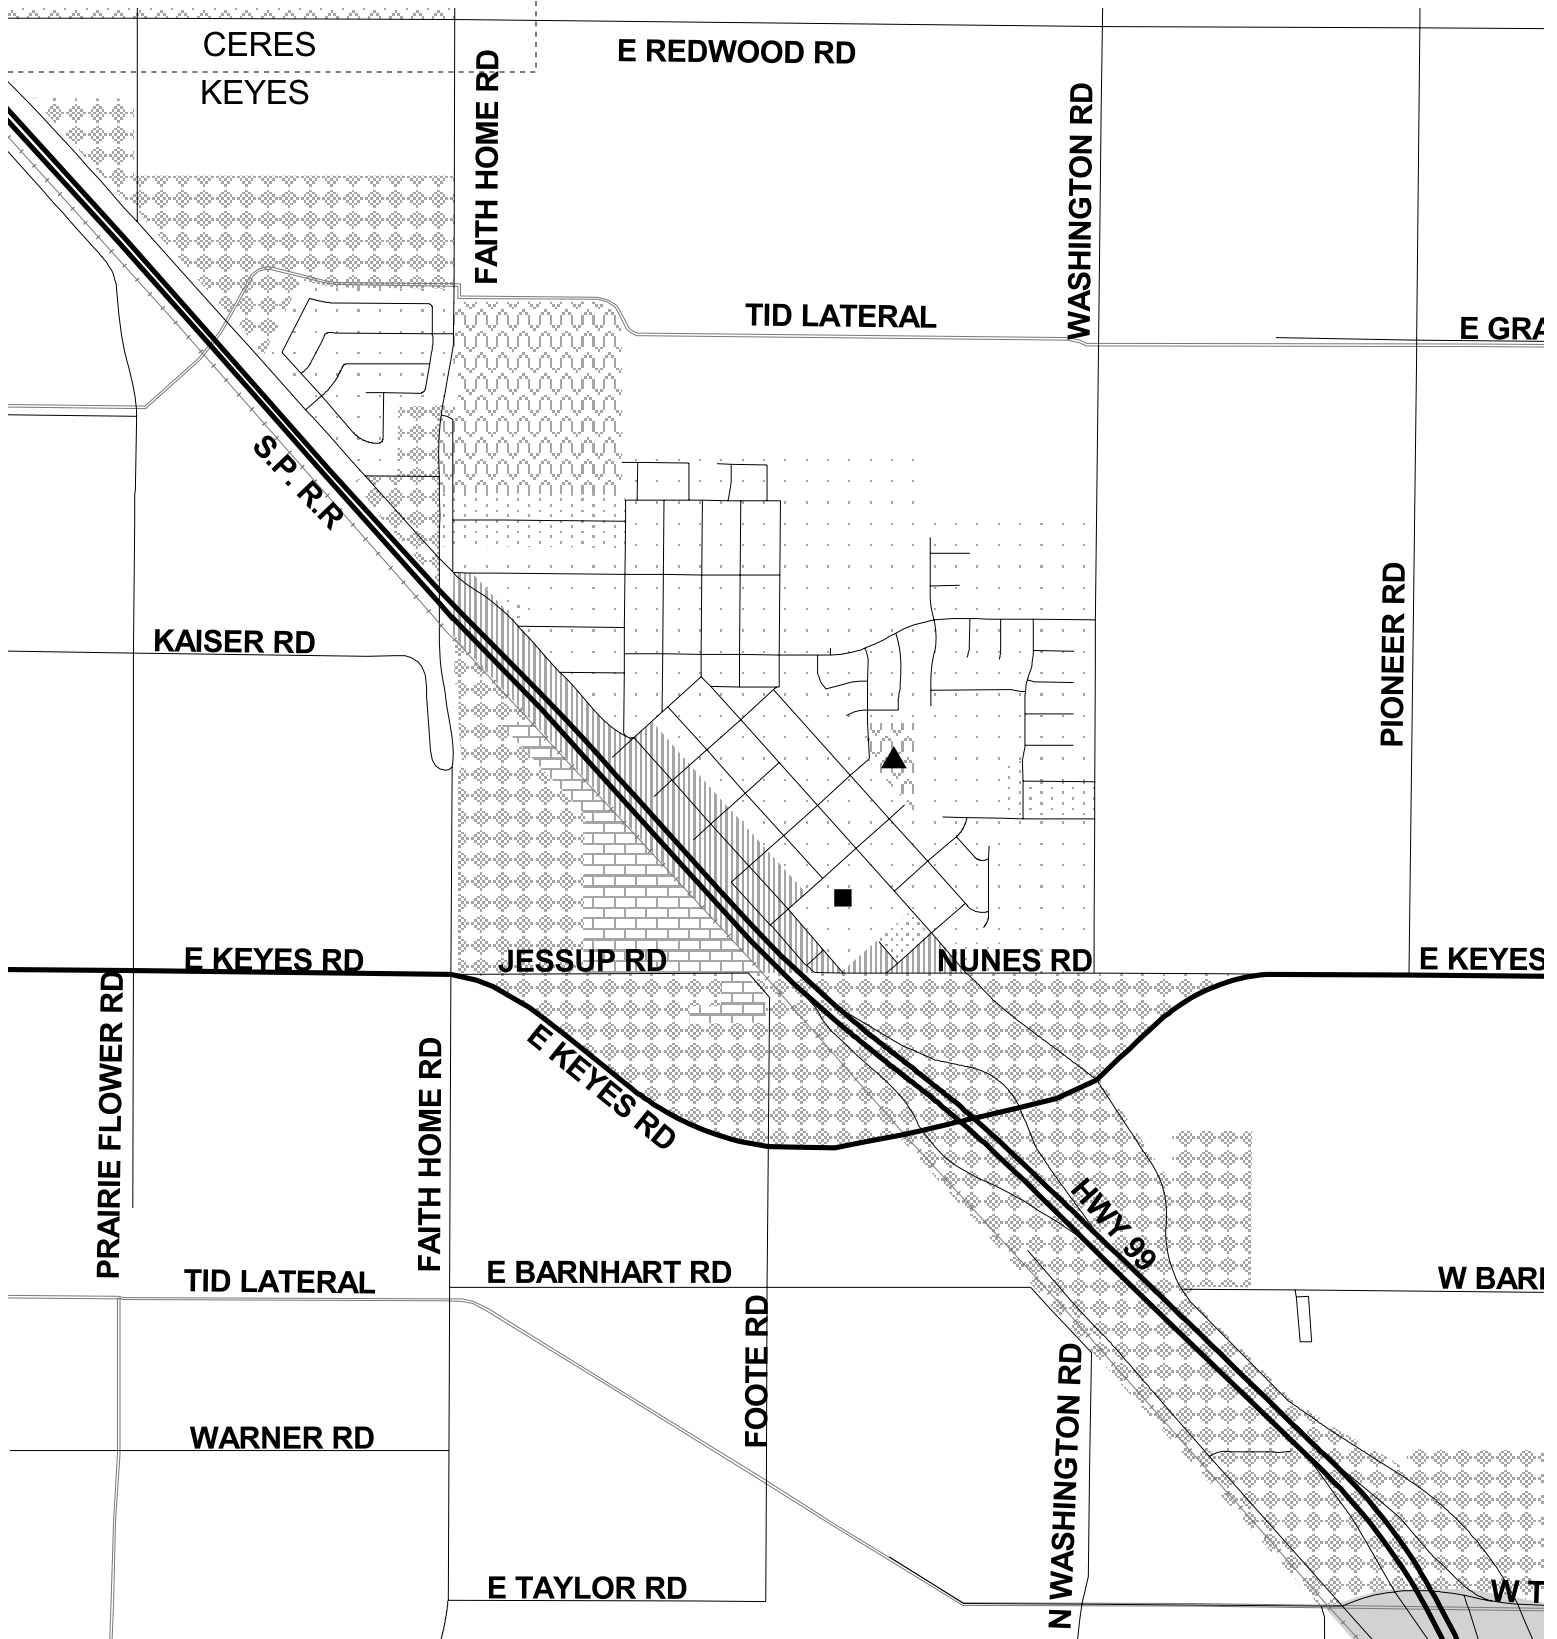 CERES
E REDWOOD RD
KEYES
FAITH HOME RD
WASHINGTON RD
TID LATERAL
E GRA
S.P. R.R
KAISER RD
PIONEER RD
E KEYES RD
JESSUP RD
NUNES RD
E KEYES
PRAIRIE FLOWER RD
FAITH HOME RD
E KEYES RD
HWY 99
TID LATERAL
E BARNHART RD
W BAR
FOOTE RD
N WASHINGTON RD
WARNER RD
E TAYLOR RD
W T